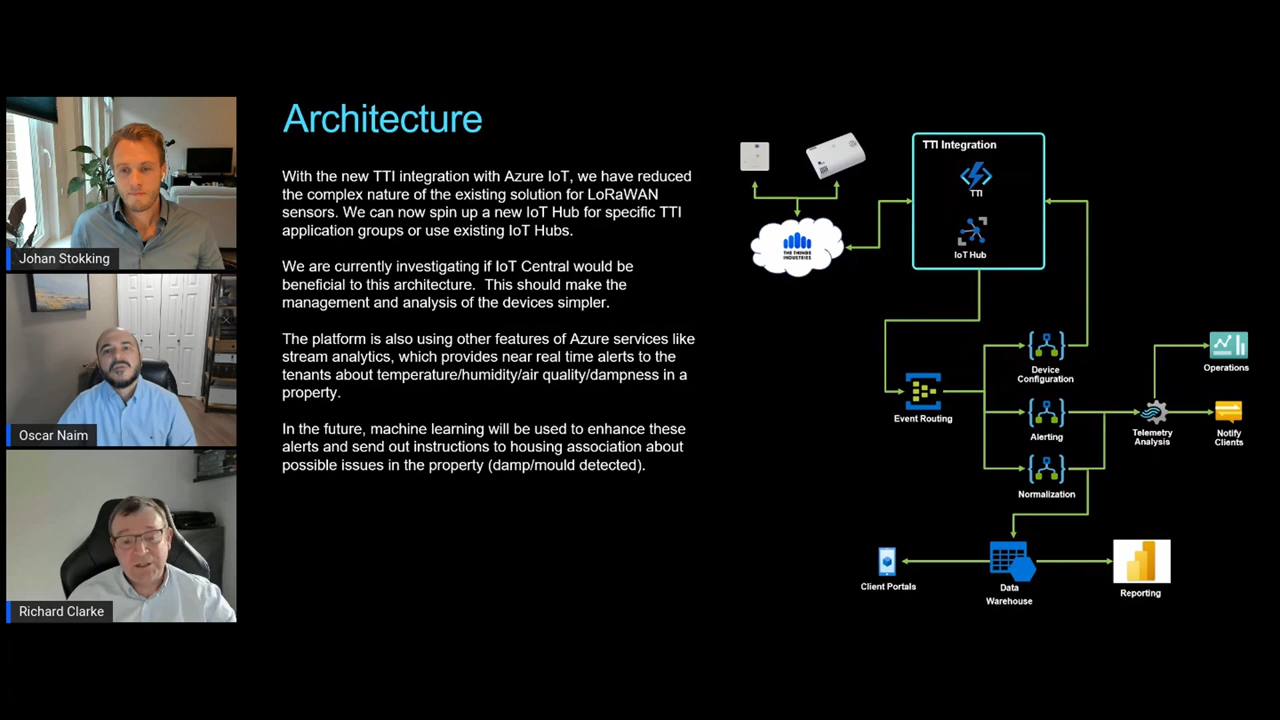 Architecture
With the new TTI integration with Azure IoT, we have reduced
the complex nature of the existing solution for LoRaWAN
sensors. We can now spin up a new IoT Hub for specific TTI
application groups or use existing IoT Hubs.
We are currently investigating if IoT Central would be
beneficial to this architecture.  This should make the
management and analysis of the devices simpler.
The platform is also using other features of Azure services like
stream analytics, which provides near real time alerts to the
tenants about temperature/humidity/air quality/dampness in a
property.
In the future, machine learning will be used to enhance these
alerts and send out instructions to housing association about
possible issues in the property (damp/mould detected).
Johan Stokking
Oscar Naim
Richard Clarke
TTI Integration
TTI
IoT Hub
THE THINGS
INDUSTRIES
Device
Configuration
Event Routing
Alerting
Normalization
Telemetry
Analysis
Operations
Notify
Clients
Client Portals
Data
Warehouse
Reporting